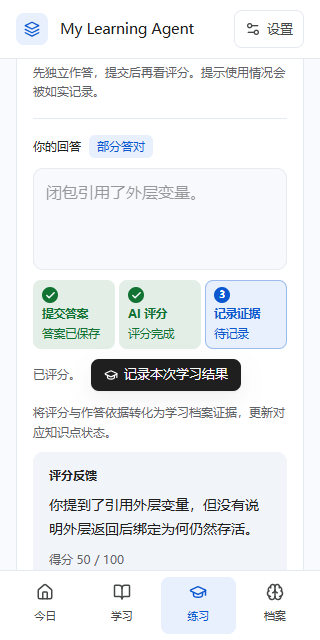 My Learning Agent
设置
先独立作答，提交后再看评分。提示使用情况会
被如实记录。
你的回答
部分答对
闭包引用了外层变量。
提交答案
答案已保存
AI 评分
评分完成
3
记录证据
待记录
已评分。
记录本次学习结果
将评分与作答依据转化为学习档案证据，更新对
应知识点状态。
评分反馈
你提到了引用外层变量，但没有说
明外层返回后绑定为何仍然存活。
得分 50 / 100
今日
学习
练习
档案